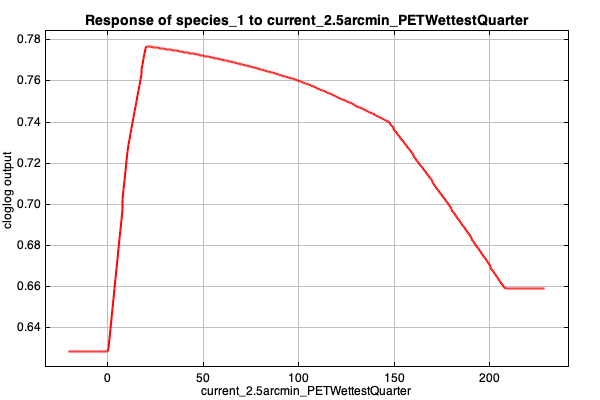 Response of species_1 to current_2.5arcmin_PETWettestQuarter
0.78
0.76
0.74
0.72
0.70
0.68
0.66
0.64
cloglog output
0 50 100 150 200
current_2.5arcmin_PETWettestQuarter